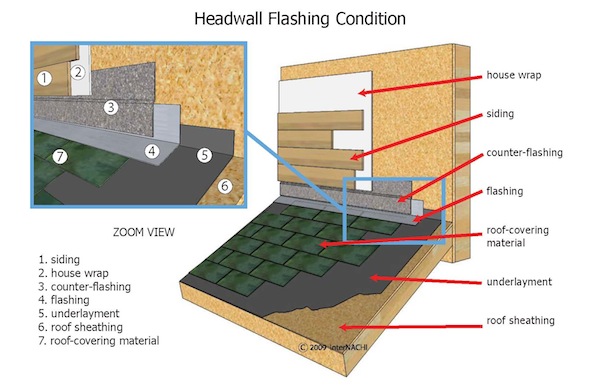 Headwall Flashing Condition
1
2
3
4
5
6
7
ZOOM VIEW
1. siding
2. house wrap
3. counter-flashing
4. flashing
5. underlayment
6. roof sheathing
7. roof-covering material
house wrap
siding
counter-flashing
flashing
roof-covering
material
underlayment
roof sheathing
© 2009 InterNACHI